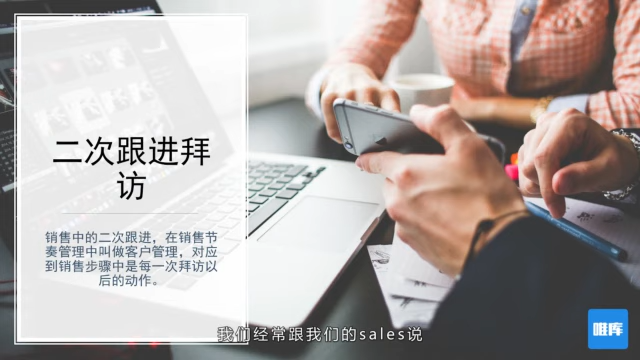 二次跟进拜
访
销售中的二次跟进，在销售节
奏管理中叫做客户管理，对应
到销售步骤中是每一次拜访以
后的动作。
唯库
我们经常跟我们的sales说